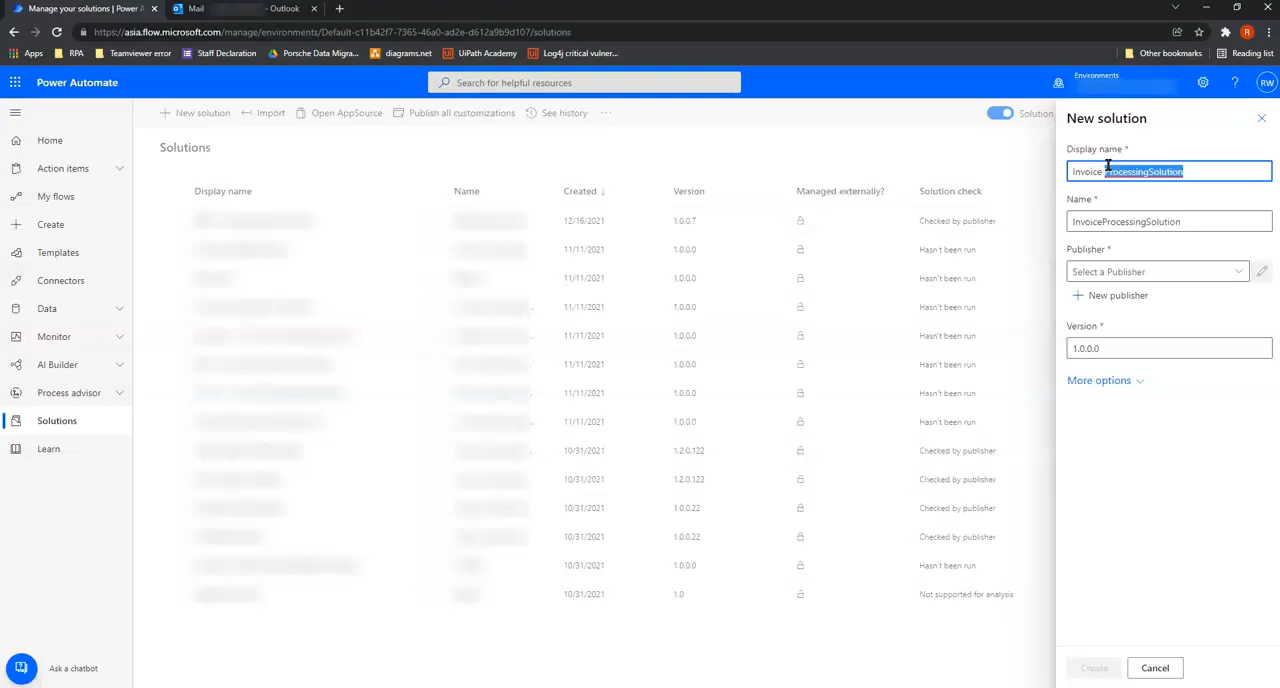 Manage your solutions | Power A
Mail
- Outlook
https://asia.flow.microsoft.com/manage/environments/Default-c11b42f7-7365-46a0-ad2e-d612a9b9d107/solutions
Apps RPA Teamviewer error Staff Declaration Porsche Data Migra... diagrams.net UiPath Academy Log4j critical vulner... Other bookmarks Reading list
Power Automate
Search for helpful resources
Environments
RW
New solution Import Open AppSource Publish all customizations See history ... Solution
Home
Action items
My flows
Create
Templates
Connectors
Data
Monitor
AI Builder
Process advisor
Solutions
Learn
Ask a chatbot
Solutions
Display name Name Created Version Managed externally? Solution check
12/16/2021 1.0.0.7 Checked by publisher
11/11/2021 1.0.0.0 Hasn't been run
11/11/2021 1.0.0.0 Hasn't been run
11/11/2021 1.0.0.0 Hasn't been run
11/11/2021 1.0.0.0 Hasn't been run
11/11/2021 1.0.0.0 Hasn't been run
11/11/2021 1.0.0.0 Hasn't been run
11/11/2021 1.0.0.0 Hasn't been run
10/31/2021 1.2.0.122 Checked by publisher
10/31/2021 1.2.0.122 Checked by publisher
10/31/2021 1.0.0.22 Checked by publisher
10/31/2021 1.0.0.22 Checked by publisher
10/31/2021 1.0.0.0 Hasn't been run
10/31/2021 1.0 Not supported for analysis
New solution
Display name *
Invoice ProcessingSolution
Name *
InvoiceProcessingSolution
Publisher *
Select a Publisher
New publisher
Version *
1.0.0.0
More options
Create Cancel